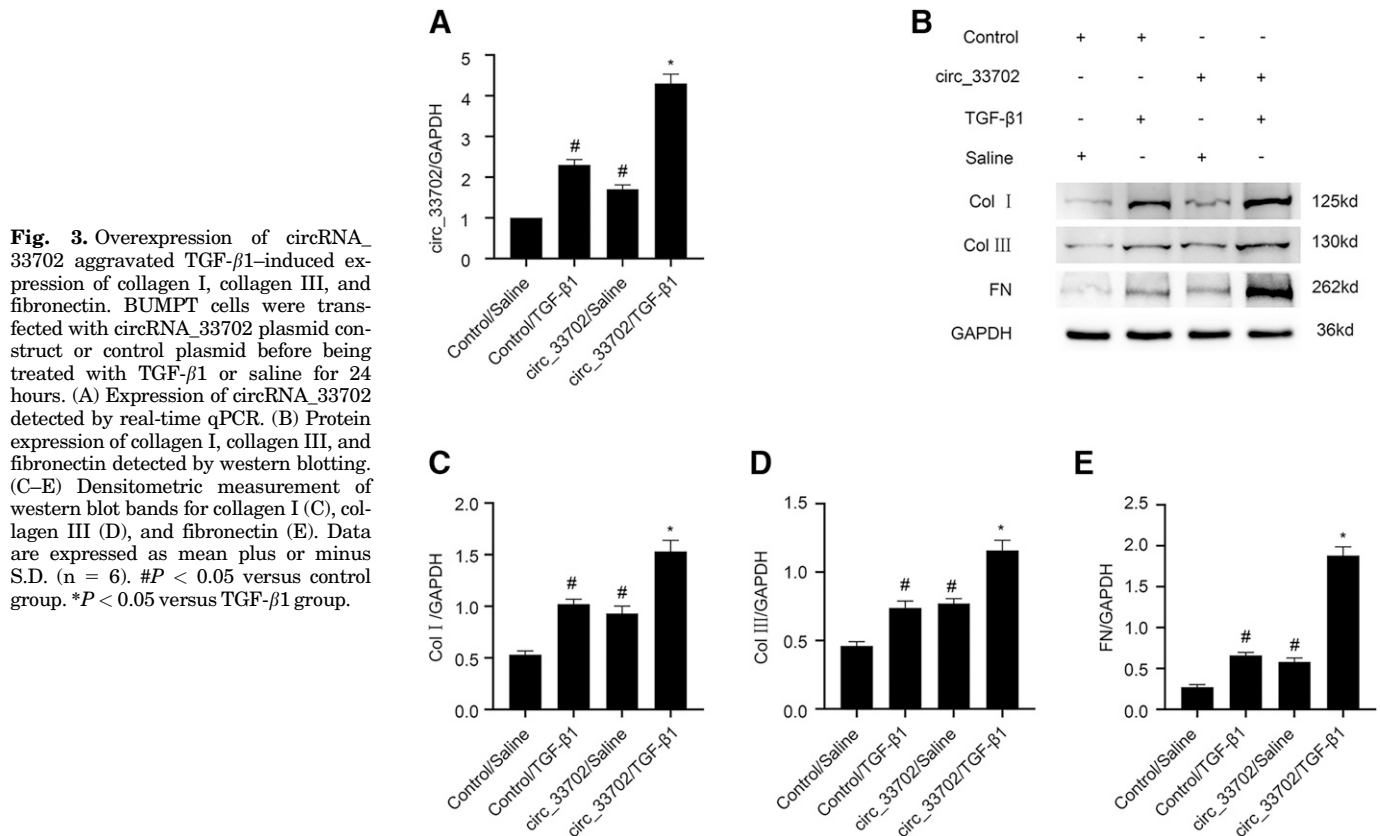 Fig. 3. Overexpression of circRNA_
33702 aggravated TGF-β1–induced ex-
pression of collagen I, collagen III, and
fibronectin. BUMPT cells were trans-
fected with circRNA_33702 plasmid con-
struct or control plasmid before being
treated with TGF-β1 or saline for 24
hours. (A) Expression of circRNA_33702
detected by real-time qPCR. (B) Protein
expression of collagen I, collagen III, and
fibronectin detected by western blotting.
(C–E) Densitometric measurement of
western blot bands for collagen I (C), col-
lagen III (D), and fibronectin (E). Data
are expressed as mean plus or minus
S.D. (n = 6). #P < 0.05 versus control
group. *P < 0.05 versus TGF-β1 group.
A
circ_33702/GAPDH
5
4
3
2
1
0
# # *
Control/Saline
Control/TGF-β1
circ_33702/Saline
circ_33702/TGF-β1
B
Control + + - -
circ_33702 - - + +
TGF-β1 - + - +
Saline + - + -
Col Ⅰ 125kd
Col Ⅲ 130kd
FN 262kd
GAPDH 36kd
C
Col Ⅰ/GAPDH
2.0
1.5
1.0
0.5
0.0
# # *
Control/Saline
Control/TGF-β1
circ_33702/Saline
circ_33702/TGF-β1
D
Col Ⅲ/GAPDH
1.5
1.0
0.5
0.0
# # *
Control/Saline
Control/TGF-β1
circ_33702/Saline
circ_33702/TGF-β1
E
FN/GAPDH
2.5
2.0
1.5
1.0
0.5
0.0
# # *
Control/Saline
Control/TGF-β1
circ_33702/Saline
circ_33702/TGF-β1